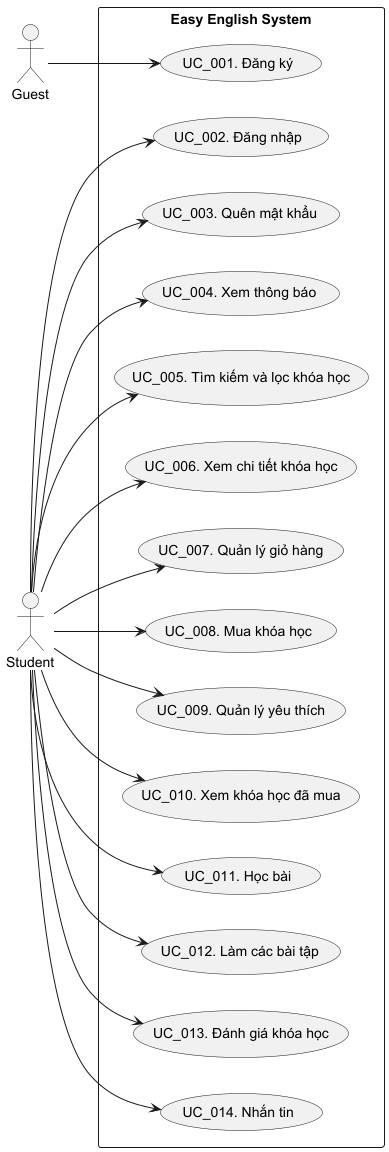 Easy English System
UC_001. Đăng ký
Guest
UC_002. Đăng nhập
UC_003. Quên mật khẩu
UC_004. Xem thông báo
UC_005. Tìm kiếm và lọc khóa học
UC_006. Xem chi tiết khóa học
UC_007. Quản lý giỏ hàng
UC_008. Mua khóa học
Student
UC_009. Quản lý yêu thích
UC_010. Xem khóa học đã mua
UC_011. Học bài
UC_012. Làm các bài tập
UC_013. Đánh giá khóa học
UC_014. Nhắn tin